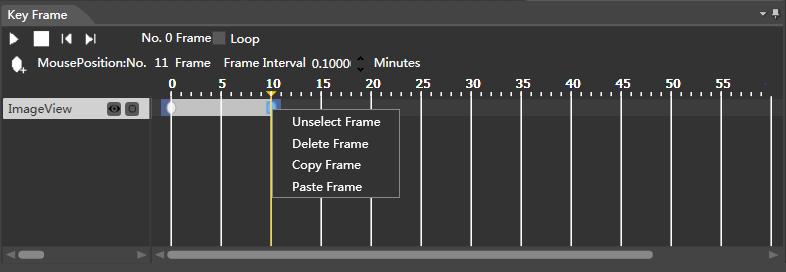 Key Frame
No. 0 Frame Loop
MousePosition:No. 11 Frame Frame Interval 0.1000 Minutes
0 5 10 15 20 25 30 35 40 45 50 55
ImageView
Unselect Frame
Delete Frame
Copy Frame
Paste Frame